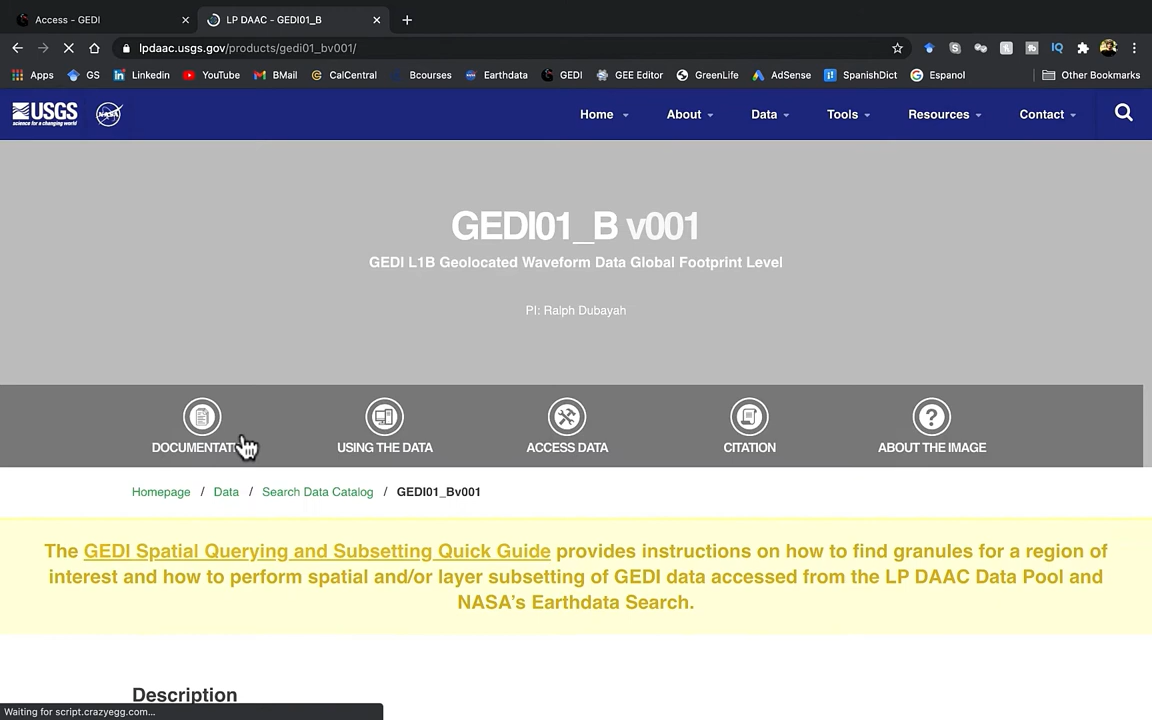 Access - GEDI
LP DAAC - GEDI01_B
lpdaac.usgs.gov/products/gedi01_bv001/
Apps GS Linkedin YouTube BMail CalCentral Bcourses Earthdata GEDI GEE Editor GreenLife AdSense SpanishDict Espanol Other Bookmarks
USGS
science for a changing world
NASA
Home About Data Tools Resources Contact
GEDI01_B v001
GEDI L1B Geolocated Waveform Data Global Footprint Level
PI: Ralph Dubayah
DOCUMENTAT USING THE DATA ACCESS DATA CITATION ABOUT THE IMAGE
Homepage / Data / Search Data Catalog / GEDI01_Bv001
The GEDI Spatial Querying and Subsetting Quick Guide provides instructions on how to find granules for a region of
interest and how to perform spatial and/or layer subsetting of GEDI data accessed from the LP DAAC Data Pool and
NASA's Earthdata Search.
Description
Waiting for script.crazyegg.com...